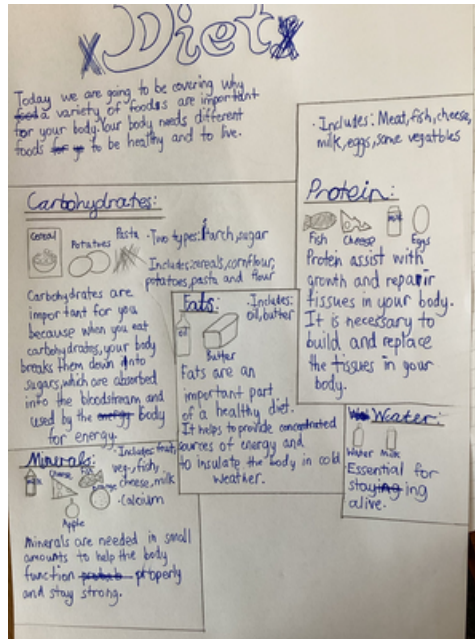 Diet
Today we are going to be covering why
a variety of foods are important
for your body. Your body needs different
foods to be healthy and to live.
Carbohydrates:
Cereal
Potatoes
Pasta
· Two types: starch, sugar
Includes: cereals, cornflour,
potatoes, pasta and flour
Carbohydrates are
important for you
because when you eat
carbohydrates, your body
breaks them down into
sugars, which are absorbed
into the bloodstream and
used by the body
for energy.
· Includes: Meat, fish, cheese,
milk, eggs, some vegatbles
Protein:
milk
Fish
Cheese
Eggs
Protein assist with
growth and repair
tissues in your body.
It is necessary to
build and replace
the tissues in your
body.
Fats:
· Includes:
oil, butter
oil
Butter
Fats are an
important part
of a healthy diet.
It helps to provide concentrated
sources of energy and
to insulate the body in cold
weather.
Water:
Water
Milk
Essential for
staying
alive.
Minerals:
· Includes: fruit,
veg, fish,
cheese, milk
· Calcium
milk
Cheese
Orange
Apple
Minerals are needed in small
amounts to help the body
function properly
and stay strong.